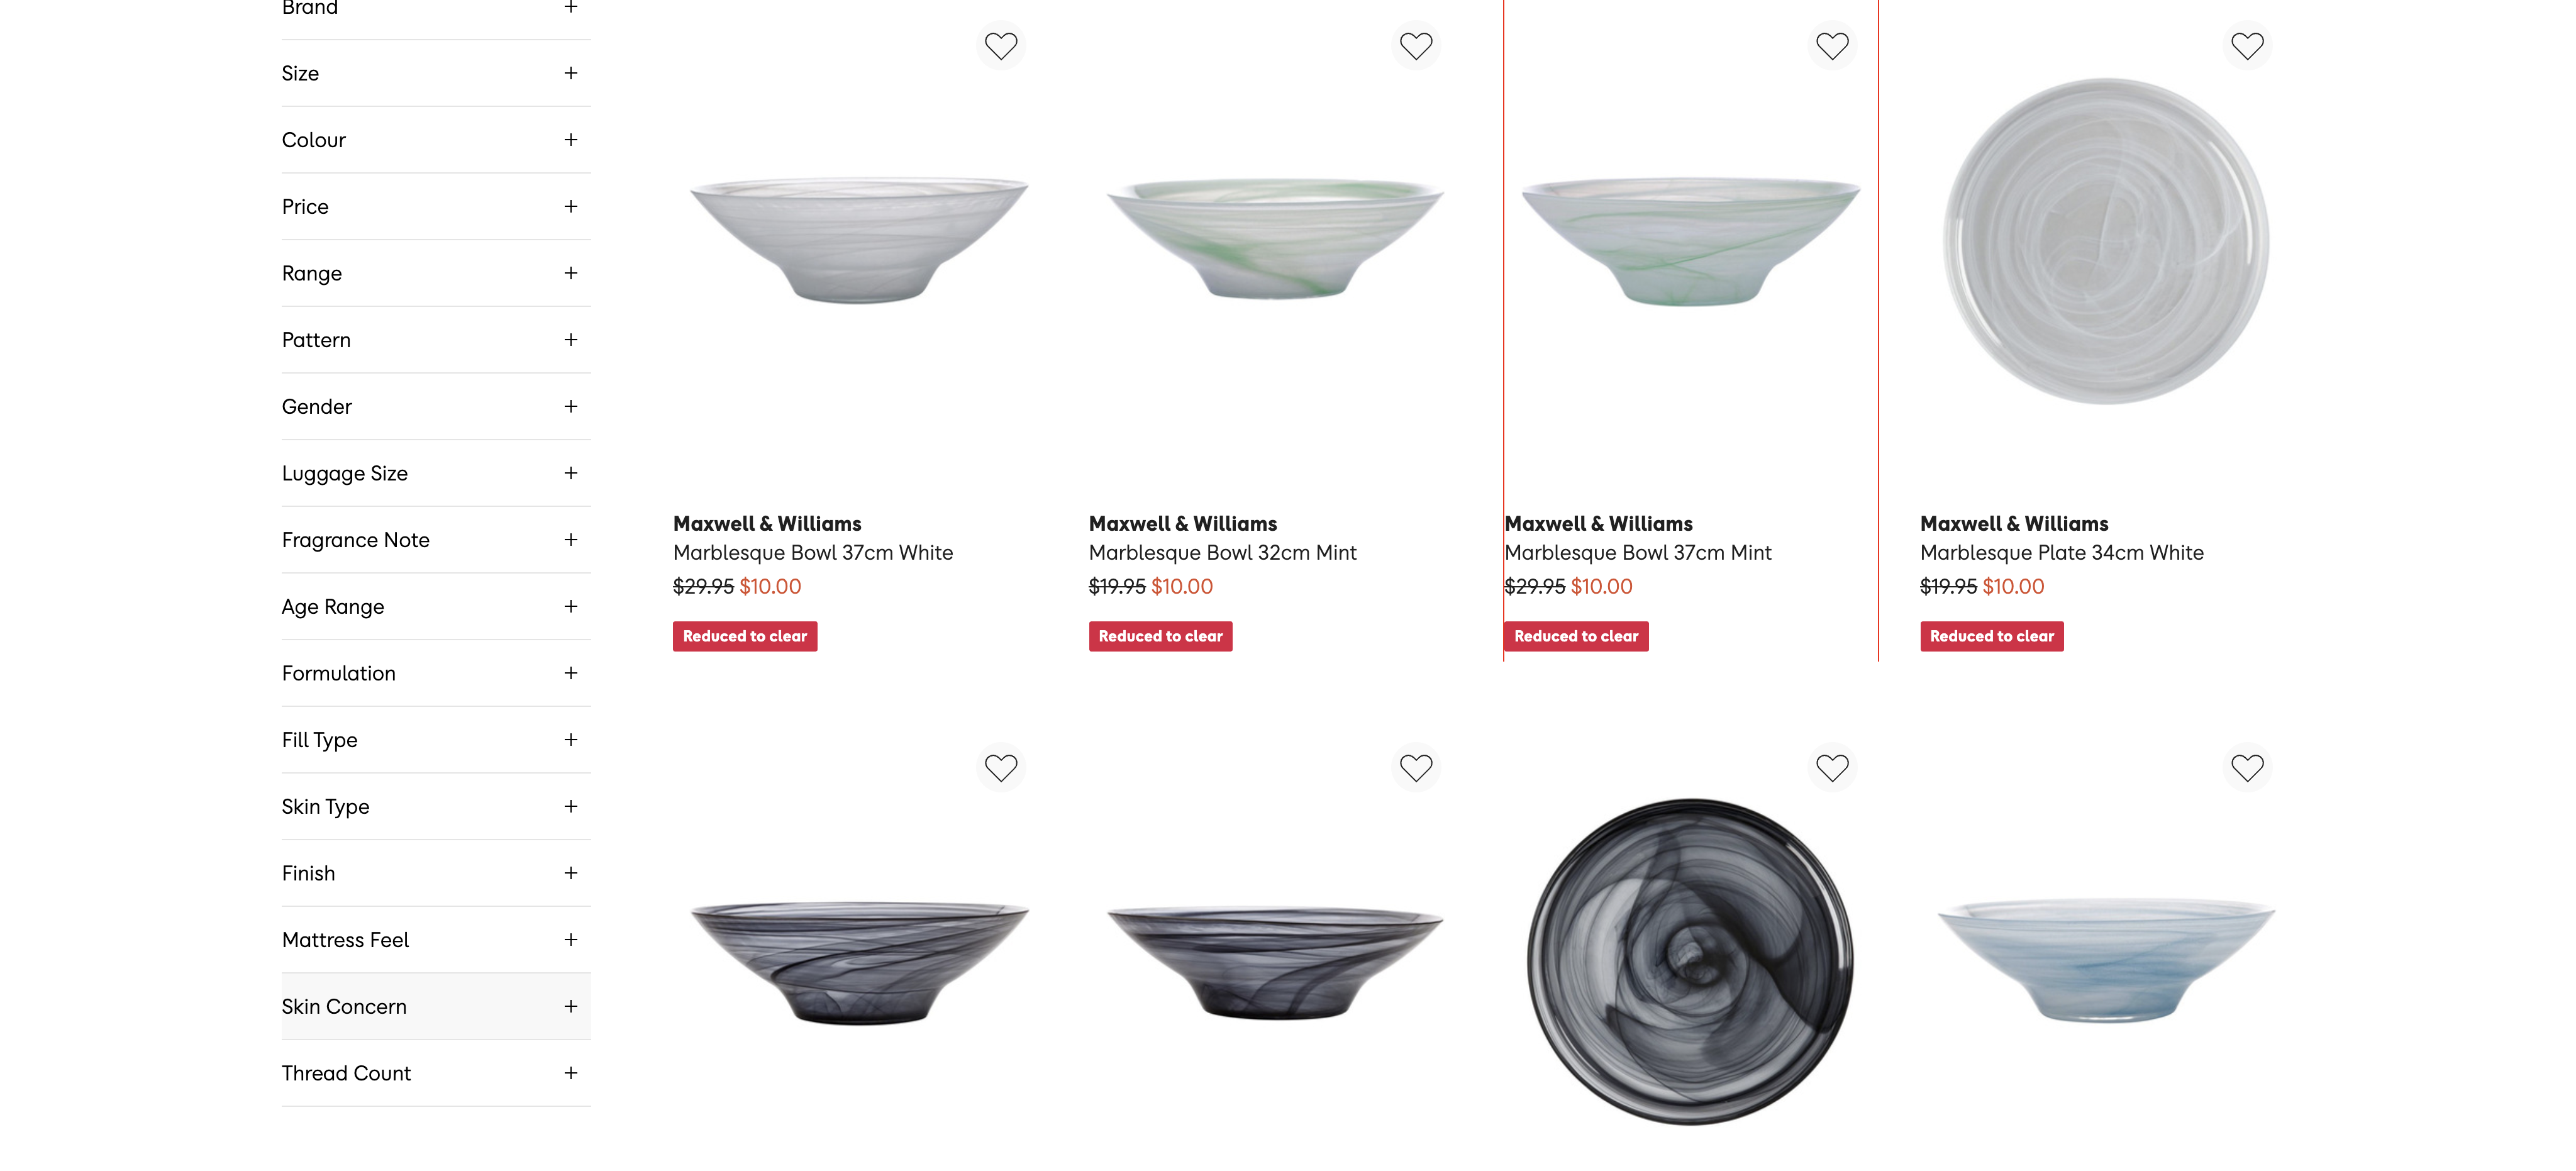 Brand
Size
Colour
Price
Range
Pattern
Gender
Luggage Size
Fragrance Note
Age Range
Formulation
Fill Type
Skin Type
Finish
Mattress Feel
Skin Concern
Thread Count
Maxwell & Williams
Marblesque Bowl 37cm White
$29.95 $10.00
Reduced to clear
Maxwell & Williams
Marblesque Bowl 32cm Mint
$19.95 $10.00
Reduced to clear
Maxwell & Williams
Marblesque Bowl 37cm Mint
$29.95 $10.00
Reduced to clear
Maxwell & Williams
Marblesque Plate 34cm White
$19.95 $10.00
Reduced to clear